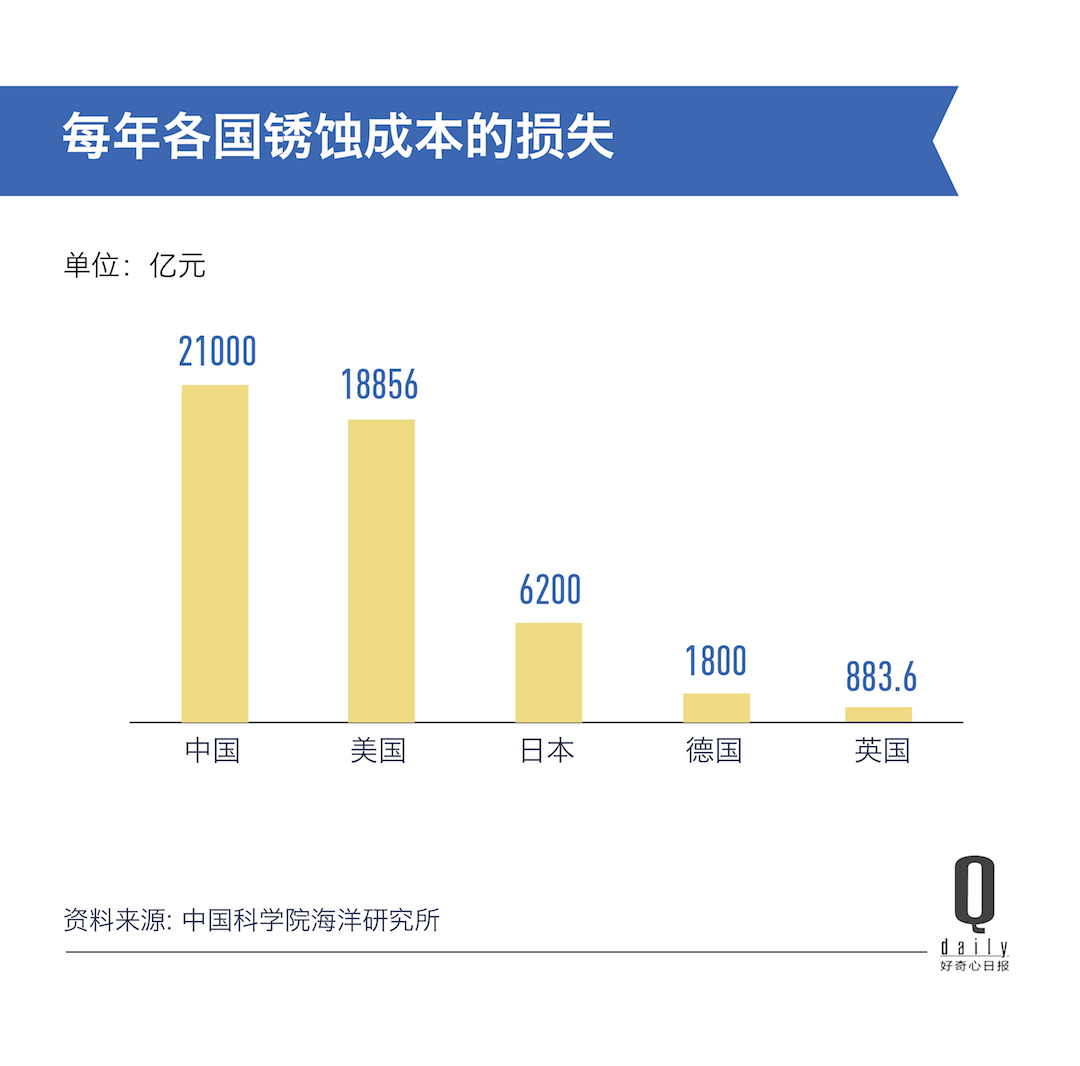 每年各国锈蚀成本的损失
单位：亿元
21000
18856
6200
1800
883.6
中国
美国
日本
德国
英国
资料来源: 中国科学院海洋研究所
Q
daily
好奇心日报